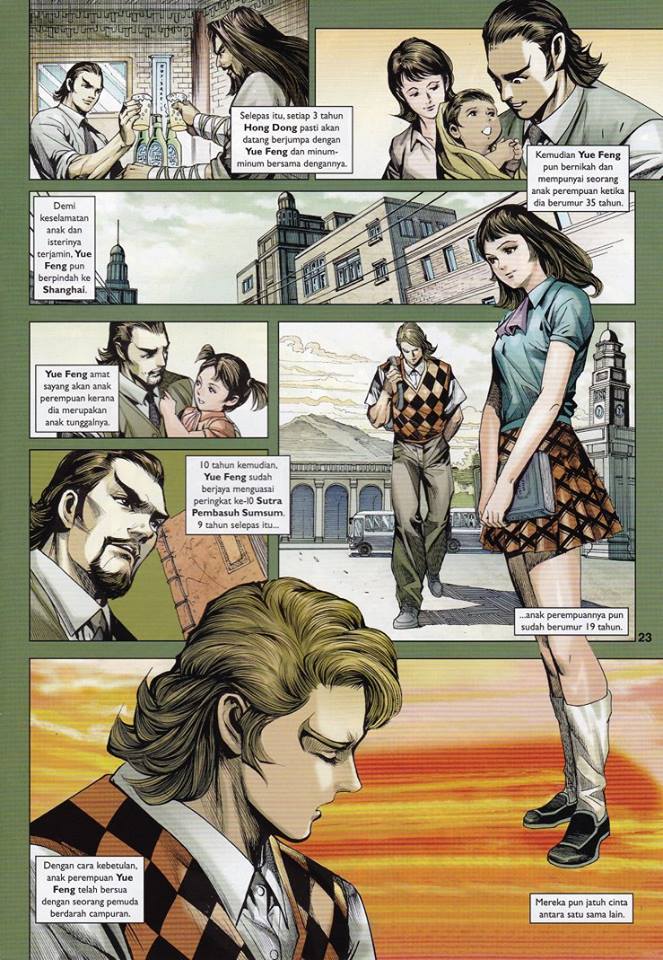 Selepas itu, setiap 3 tahun
Hong Dong pasti akan
datang berjumpa dengan
Yue Feng dan minum-
minum bersama dengannya.
Kemudian Yue Feng
pun bernikah dan
mempunyai seorang
anak perempuan ketika
dia berumur 35 tahun.
Demi
keselamatan
anak dan
isterinya
terjamin, Yue
Feng pun
berpindah ke
Shanghai.
Yue Feng amat
sayang akan anak
perempuan kerana
dia merupakan
anak tunggalnya.
10 tahun kemudian,
Yue Feng sudah
berjaya menguasai
peringkat ke-10 Sutra
Pembasuh Sumsum.
9 tahun selepas itu...
...anak perempuannya pun
sudah berumur 19 tahun.
23
Dengan cara kebetulan,
anak perempuan Yue
Feng telah bersua
dengan seorang pemuda
berdarah campuran.
Mereka pun jatuh cinta
antara satu sama lain.